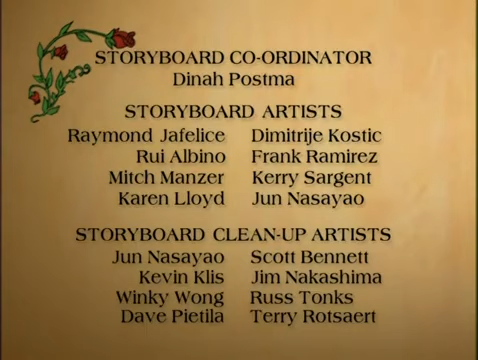 STORYBOARD CO-ORDINATOR
Dinah Postma
STORYBOARD ARTISTS
Raymond Jafelice Dimitrije Kostic
Rui Albino Frank Ramirez
Mitch Manzer Kerry Sargent
Karen Lloyd Jun Nasayao
STORYBOARD CLEAN-UP ARTISTS
Jun Nasayao Scott Bennett
Kevin Klis Jim Nakashima
Winky Wong Russ Tonks
Dave Pietila Terry Rotsaert